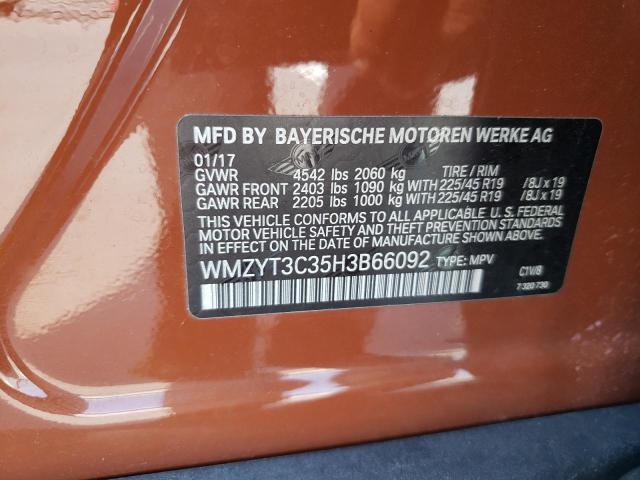 MFD BY BAYERISCHE MOTOREN WERKE AG
01/17
GVWR 4542 lbs 2060 kg TIRE / RIM
GAWR FRONT 2403 lbs 1090 kg WITH 225/45 R19 /8J x 19
GAWR REAR 2205 lbs 1000 kg WITH 225/45 R19 /8J x 19
THIS VEHICLE CONFORMS TO ALL APPLICABLE U. S. FEDERAL
MOTOR VEHICLE SAFETY AND THEFT PREVENTION STANDARDS
IN EFFECT ON THE DATE OF MANUFACTURE SHOWN ABOVE.
WMZYT3C35H3B66092 TYPE: MPV
C1V/8
7 320 730